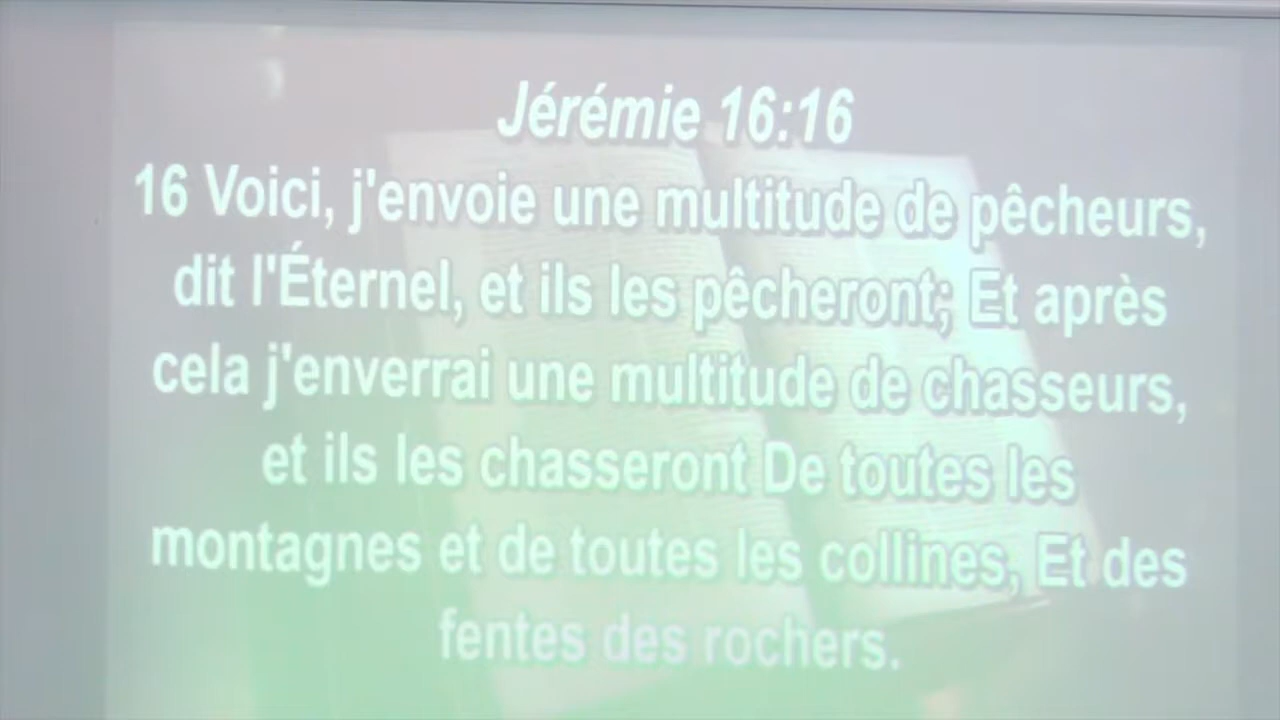 Jérémie 16:16
16 Voici, j'envoie une multitude de pêcheurs,
dit l'Éternel, et ils les pêcheront; Et après
cela j'enverrai une multitude de chasseurs,
et ils les chasseront De toutes les
montagnes et de toutes les collines, Et des
fentes des rochers.